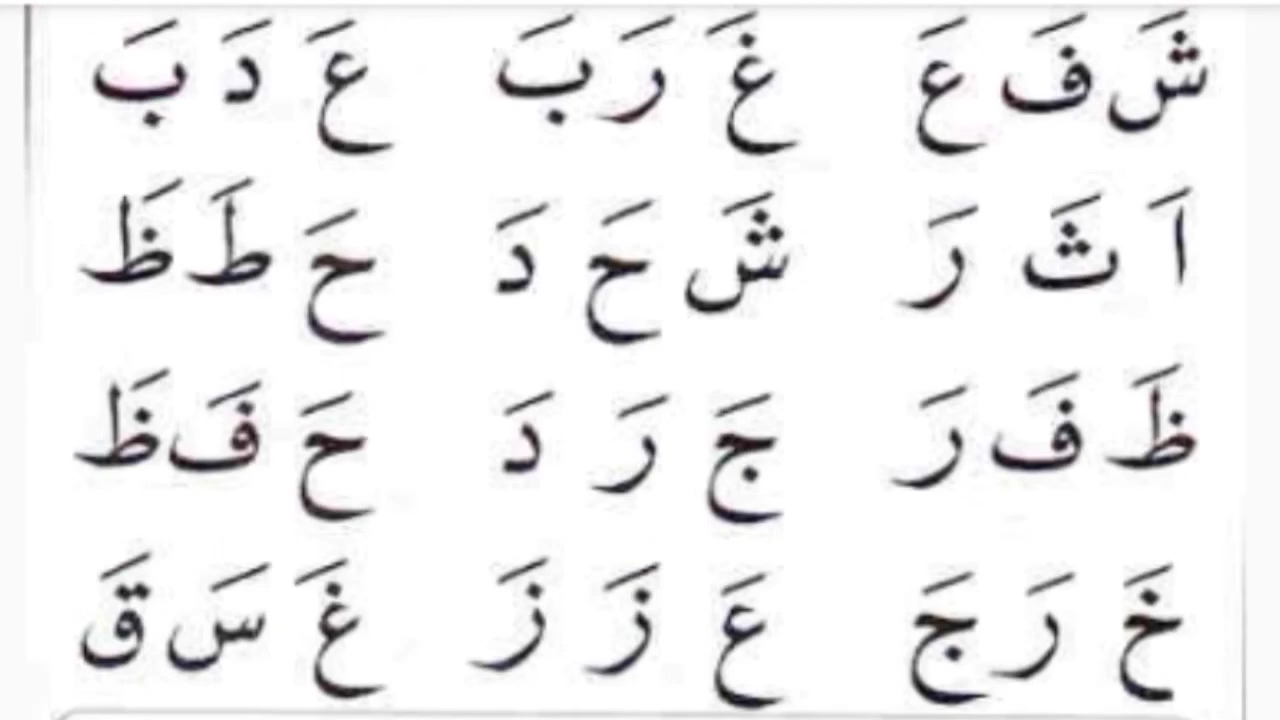 شَ فَ عَ غَ رَ بَ عَ دَ بَ
اَ ثَ رَ شَ حَ دَ حَ طَ ظَ
ظَ فَ رَ جَ رَ دَ حَ فَ ظَ
خَ رَ جَ عَ زَ زَ غَ سَ قَ